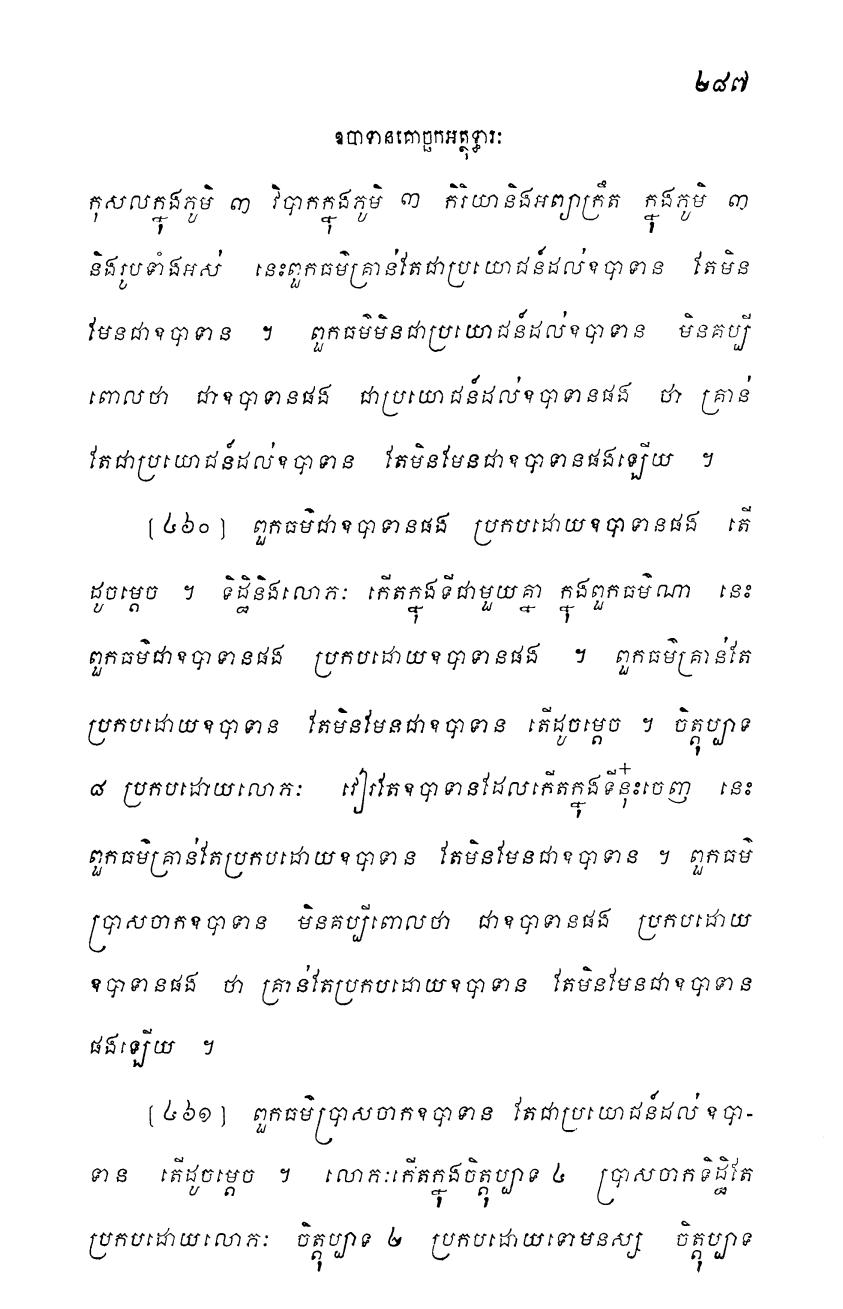 ២៨៧
ឧបាទានគោច្ឆកអត្ថុទ្ធារៈ
កុសលក្នុងភូមិ ៣ វិបាកក្នុងភូមិ ៣ កិរិយានិងអព្យាក្រឹត ក្នុងភូមិ ៣
និងរូបទាំងអស់ នេះពួកធម៌គ្រាន់តែជាប្រយោជន៍ដល់ឧបាទាន តែមិន
មែនជាឧបាទាន ។ ពួកធម៌មិនជាប្រយោជន៍ដល់ឧបាទាន មិនគប្បី
ពោលថា ជាឧបាទានផង ជាប្រយោជន៍ដល់ឧបាទានផង ថា គ្រាន់
តែជាប្រយោជន៍ដល់ឧបាទាន តែមិនមែនជាឧបាទានផងឡើយ ។
[៤៦០] ពួកធម៌ជាឧបាទានផង ប្រកបដោយឧបាទានផង តើ
ដូចម្តេច ។ ទិដ្ឋិនិងលោភៈ កើតក្នុងទីជាមួយគ្នា ក្នុងពួកធម៌ណា នេះ
ពួកធម៌ជាឧបាទានផង ប្រកបដោយឧបាទានផង ។ ពួកធម៌គ្រាន់តែ
ប្រកបដោយឧបាទាន តែមិនមែនជាឧបាទាន តើដូចម្តេច ។ ចិត្តុប្បាទ
៨ ប្រកបដោយលោភៈ វៀរតែឧបាទានដែលកើតក្នុងទីនុ៎ះចេញ នេះ
ពួកធម៌គ្រាន់តែប្រកបដោយឧបាទាន តែមិនមែនជាឧបាទាន ។ ពួកធម៌
ប្រាសចាកឧបាទាន មិនគប្បីពោលថា ជាឧបាទានផង ប្រកបដោយ
ឧបាទានផង ថា គ្រាន់តែប្រកបដោយឧបាទាន តែមិនមែនជាឧបាទាន
ផងឡើយ ។
[៤៦១] ពួកធម៌ប្រាសចាកឧបាទាន តែជាប្រយោជន៍ដល់ឧបា-
ទាន តើដូចម្តេច ។ លោភៈកើតក្នុងចិត្តុប្បាទ ៤ ប្រាសចាកទិដ្ឋិតែ
ប្រកបដោយលោភៈ ចិត្តុប្បាទ ២ ប្រកបដោយទោមនស្ស ចិត្តុប្បាទ